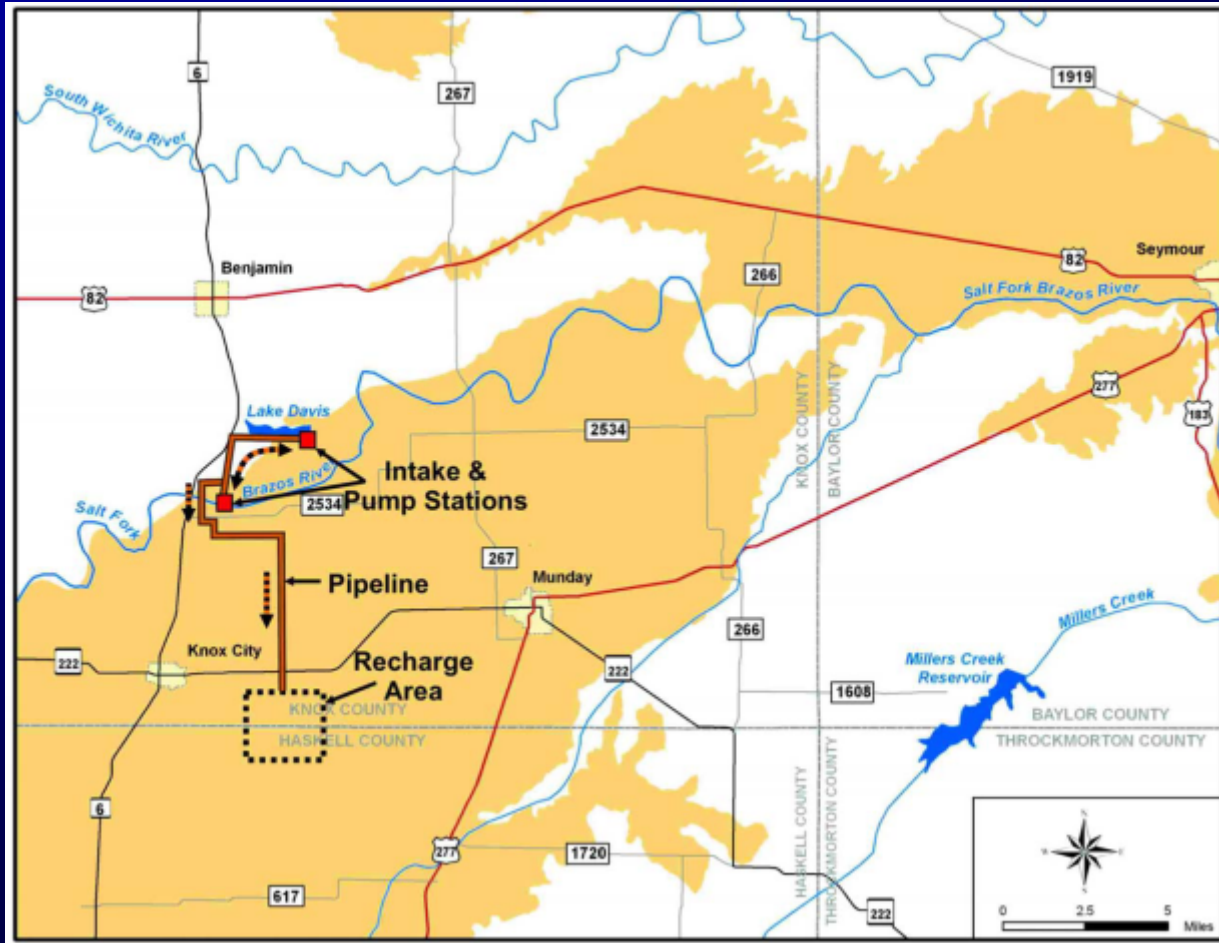 6
267
1919
South Wichita River
Benjamin
82
266
82
Seymour
Salt Fork Brazos River
277
183
Lake Davis
2534
KNOX COUNTY
BAYLOR COUNTY
Intake &
Pump Stations
Brazos River
2534
Salt Fork
267
Munday
Pipeline
266
Millers Creek
Knox City
222
222
Recharge
Area
Millers Creek
Reservoir
1608
KNOX COUNTY
HASKELL COUNTY
BAYLOR COUNTY
THROCKMORTON COUNTY
6
HASKELL COUNTY
THROCKMORTON COUNTY
277
1720
617
222
N
W
E
S
0 2.5 5
Miles